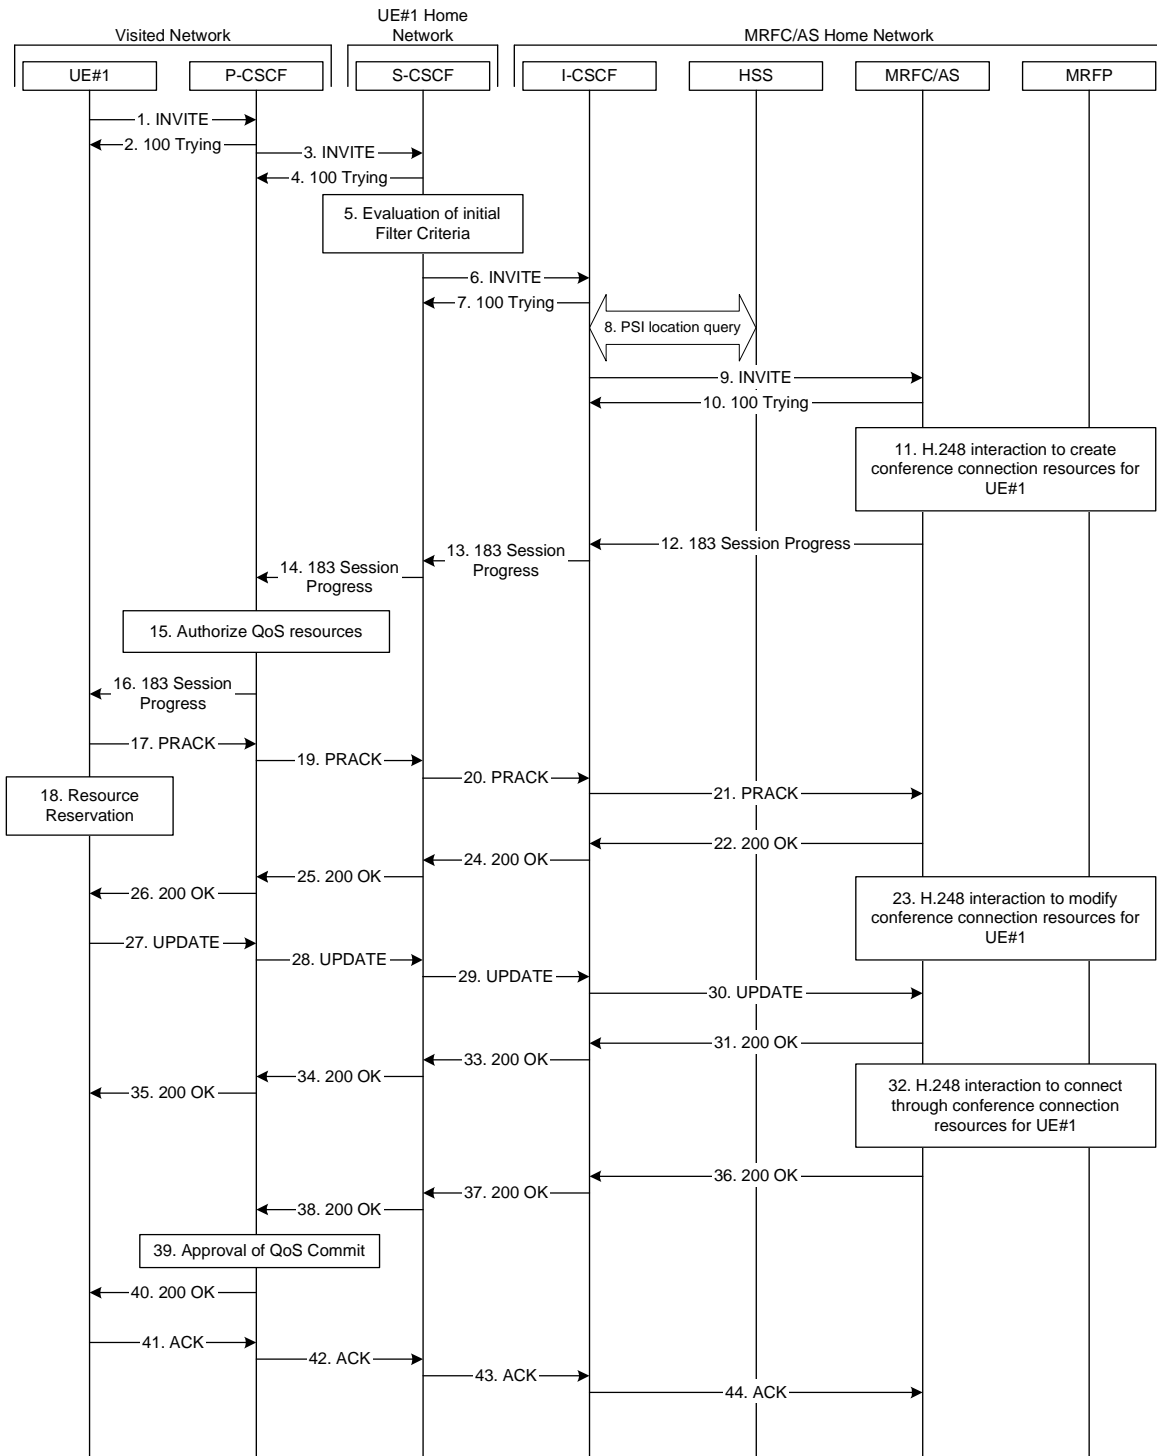 UE#1 Home
Network
Visited Network
MRFC/AS Home Network
UE#1
P-CSCF
S-CSCF
I-CSCF
HSS
MRFC/AS
MRFP
1. INVITE
2. 100 Trying
3. INVITE
4. 100 Trying
5. Evaluation of initial
Filter Criteria
6. INVITE
7. 100 Trying
8. PSI location query
9. INVITE
10. 100 Trying
11. H.248 interaction to create
conference connection resources for
UE#1
12. 183 Session Progress
13. 183 Session
Progress
14. 183 Session
Progress
15. Authorize QoS resources
16. 183 Session
Progress
17. PRACK
19. PRACK
20. PRACK
18. Resource
Reservation
21. PRACK
22. 200 OK
24. 200 OK
25. 200 OK
26. 200 OK
23. H.248 interaction to modify
conference connection resources for
UE#1
27. UPDATE
28. UPDATE
29. UPDATE
30. UPDATE
31. 200 OK
33. 200 OK
34. 200 OK
35. 200 OK
32. H.248 interaction to connect
through conference connection
resources for UE#1
36. 200 OK
37. 200 OK
38. 200 OK
39. Approval of QoS Commit
40. 200 OK
41. ACK
42. ACK
43. ACK
44. ACK